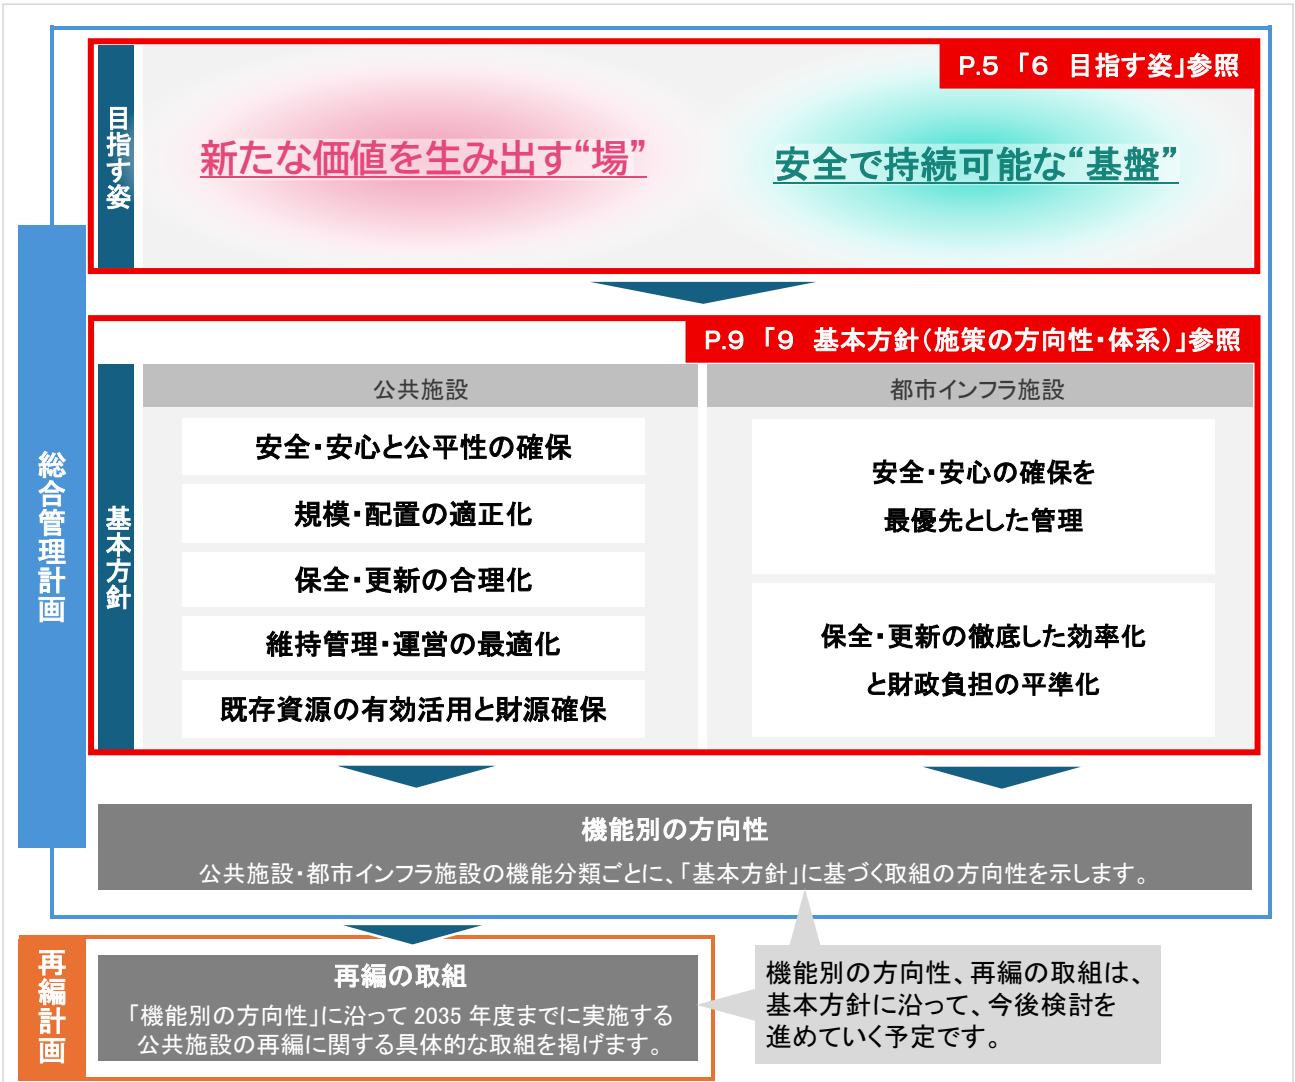 P.5 「6 目指す姿」参照
目指す姿
新たな価値を生み出す“場”
安全で持続可能な“基盤”
総合管理計画
P.9 「9 基本方針(施策の方向性・体系)」参照
基本方針
公共施設
安全・安心と公平性の確保
規模・配置の適正化
保全・更新の合理化
維持管理・運営の最適化
既存資源の有効活用と財源確保
都市インフラ施設
安全・安心の確保を
最優先とした管理
保全・更新の徹底した効率化
と財政負担の平準化
機能別の方向性
公共施設・都市インフラ施設の機能分類ごとに、「基本方針」に基づく取組の方向性を示します。
再編計画
再編の取組
「機能別の方向性」に沿って 2035 年度までに実施する
公共施設の再編に関する具体的な取組を掲げます。
機能別の方向性、再編の取組は、
基本方針に沿って、今後検討を
進めていく予定です。